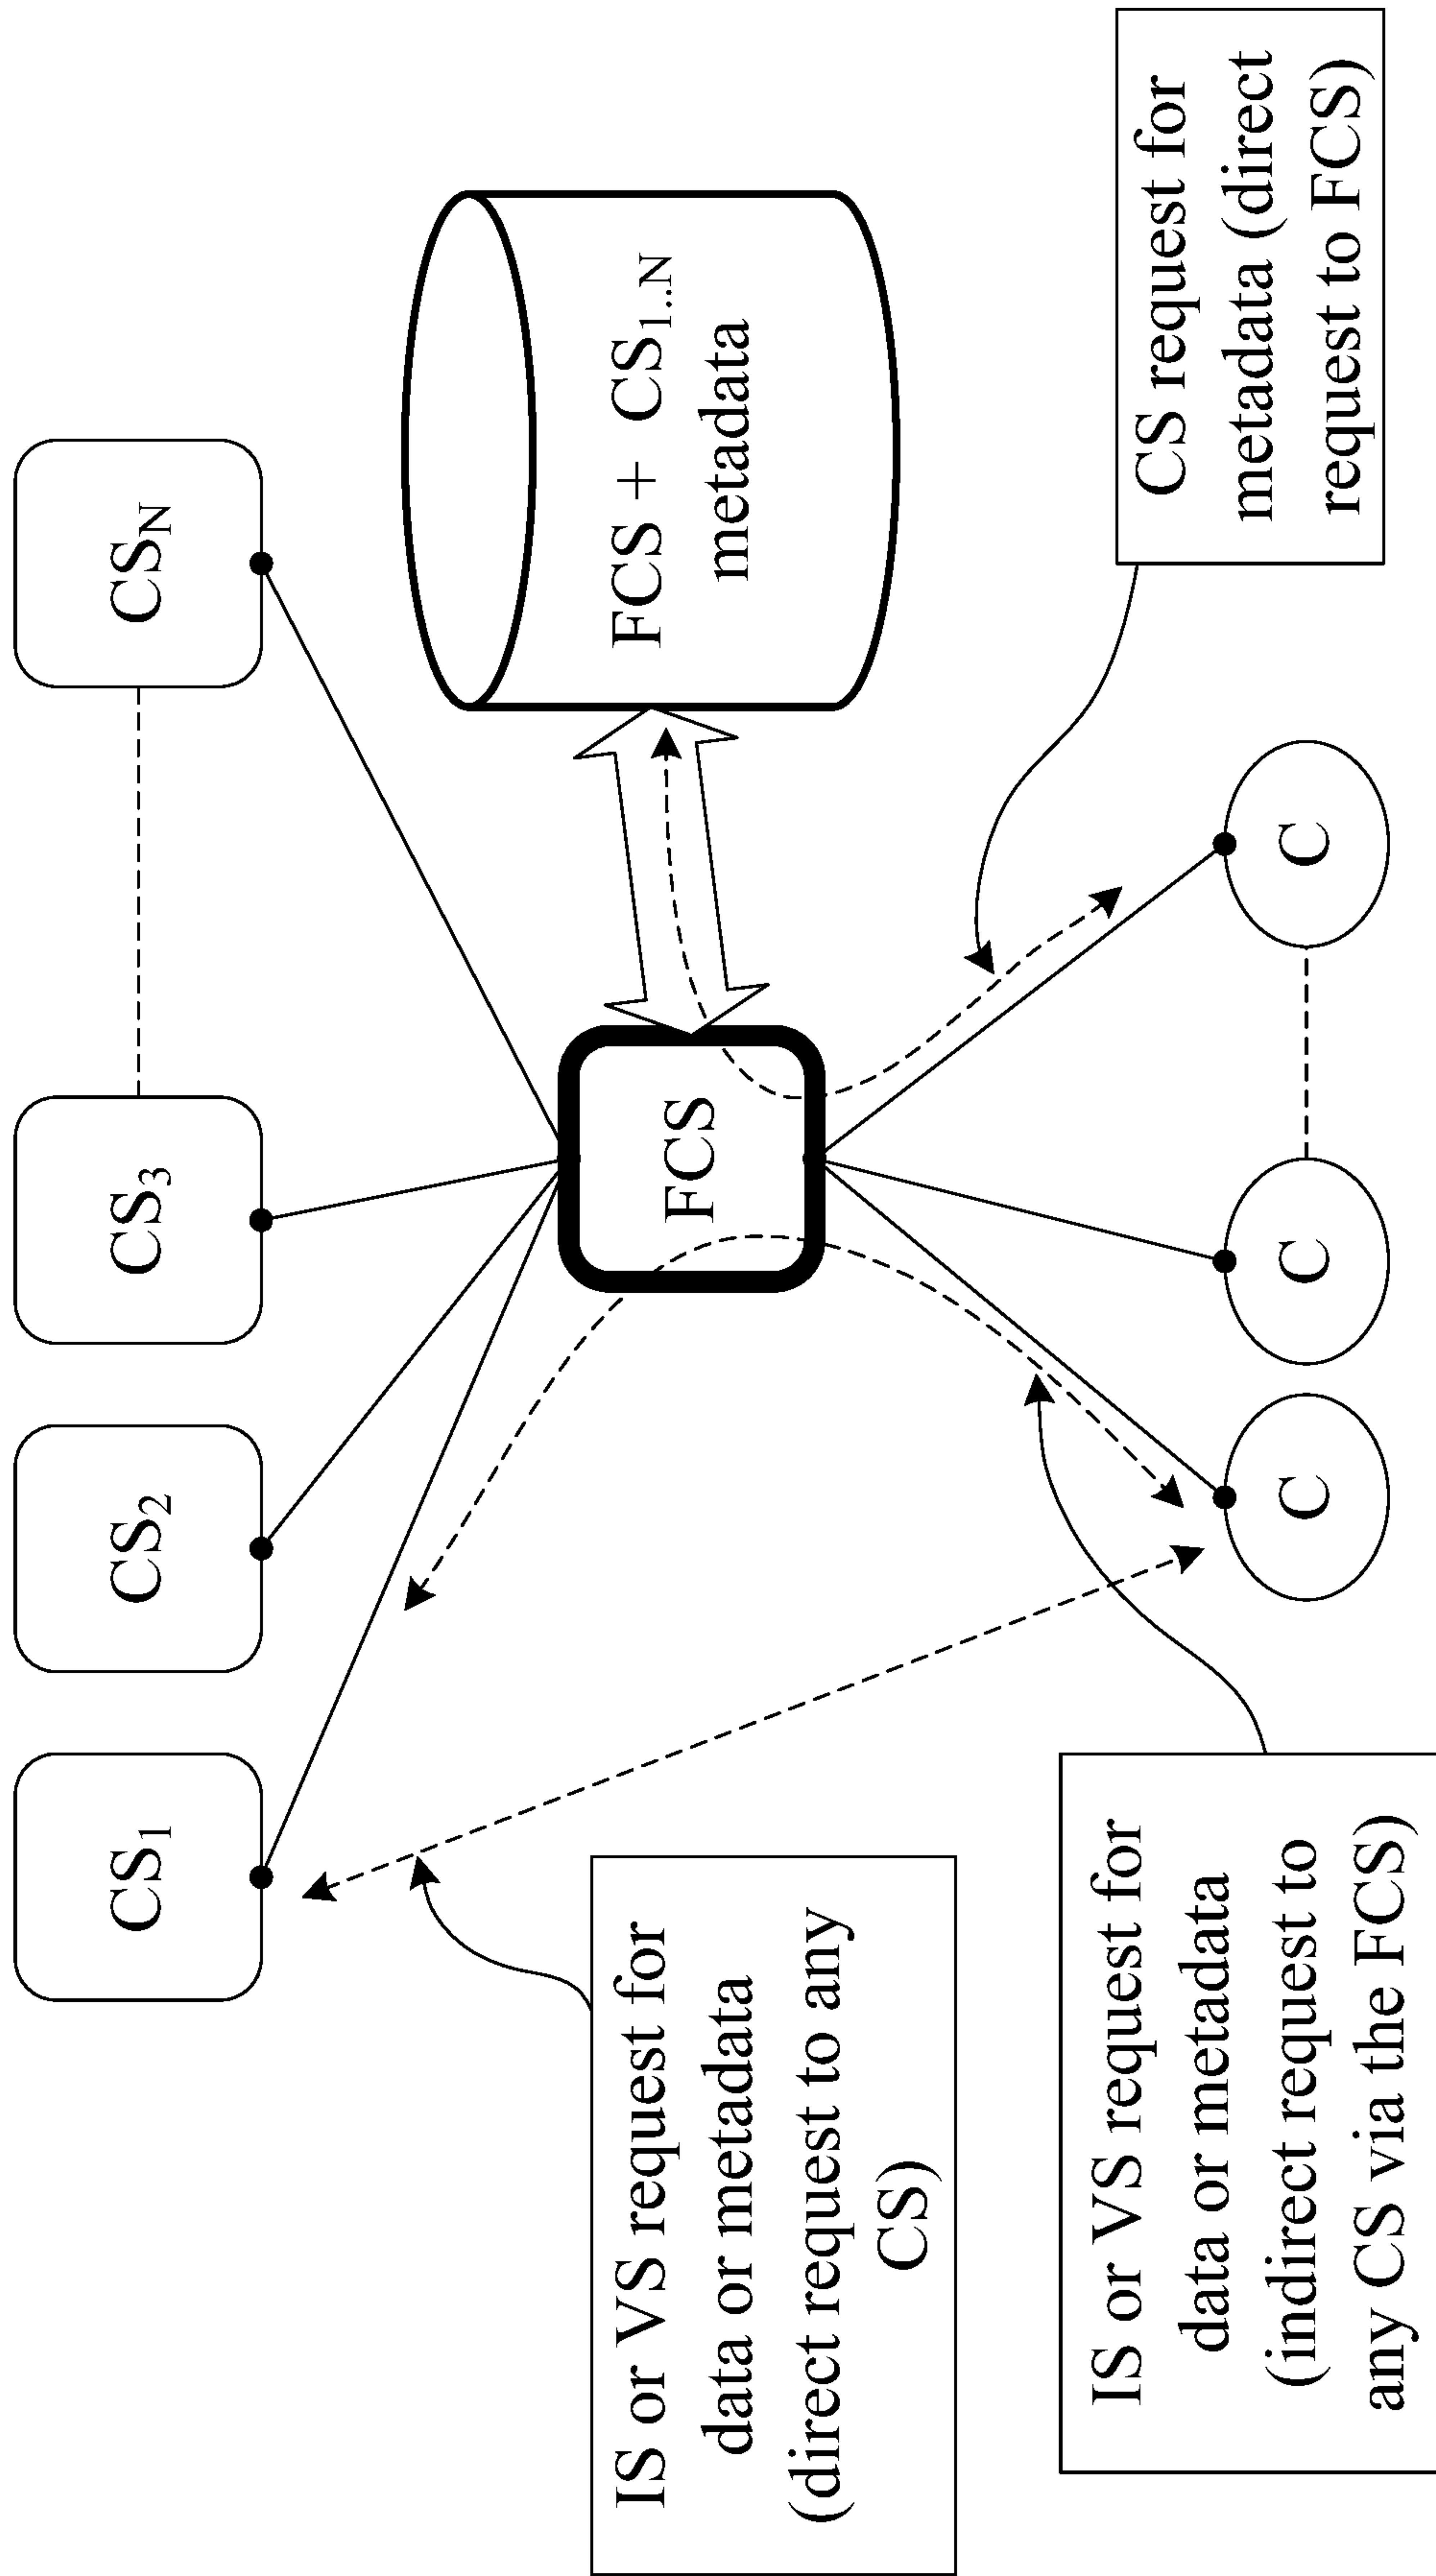 CS₁
CS₂
CS₃
CS_N
FCS
FCS + CS₁..N
metadata
IS or VS request for
data or metadata
(direct request to any
CS)
C
C
C
CS request for
metadata (direct
request to FCS)
IS or VS request for
data or metadata
(indirect request to
any CS via the FCS)